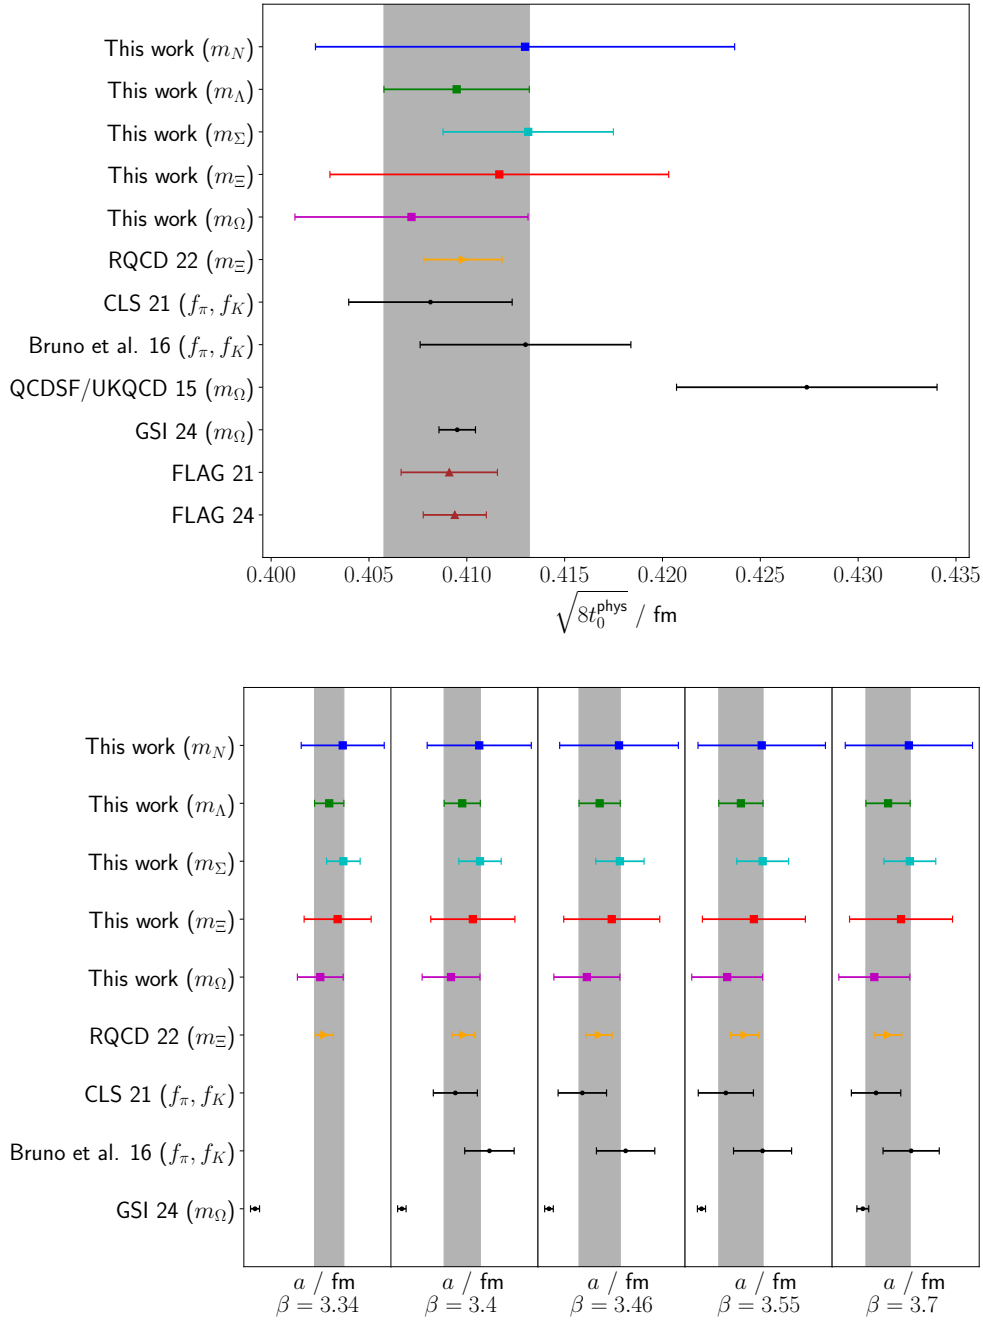 This work (m_N)
This work (m_Λ)
This work (m_Σ)
This work (m_Ξ)
This work (m_Ω)
RQCD 22 (m_Ξ)
CLS 21 (f_π, f_K)
Bruno et al. 16 (f_π, f_K)
QCDSF/UKQCD 15 (m_Ω)
GSI 24 (m_Ω)
FLAG 21
FLAG 24
0.400 0.405 0.410 0.415 0.420 0.425 0.430 0.435
√(8t_0^phys) / fm
This work (m_N)
This work (m_Λ)
This work (m_Σ)
This work (m_Ξ)
This work (m_Ω)
RQCD 22 (m_Ξ)
CLS 21 (f_π, f_K)
Bruno et al. 16 (f_π, f_K)
GSI 24 (m_Ω)
a / fm a / fm a / fm a / fm a / fm
β = 3.34 β = 3.4 β = 3.46 β = 3.55 β = 3.7